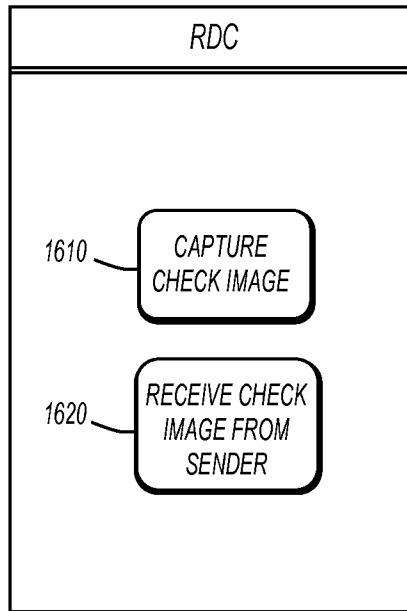 RDC
1610
CAPTURE
CHECK IMAGE
1620
RECEIVE CHECK
IMAGE FROM
SENDER